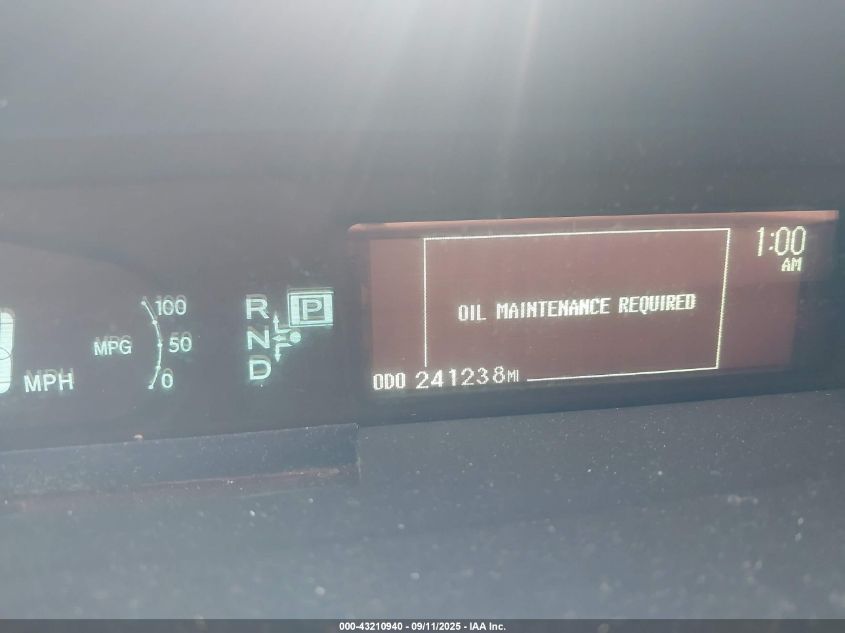 1:00
AM
OIL MAINTENANCE REQUIRED
ODO 241238MI
R P
N
D
100
MPG 50
0
MPH
000-43210940 - 09/11/2025 - IAA Inc.